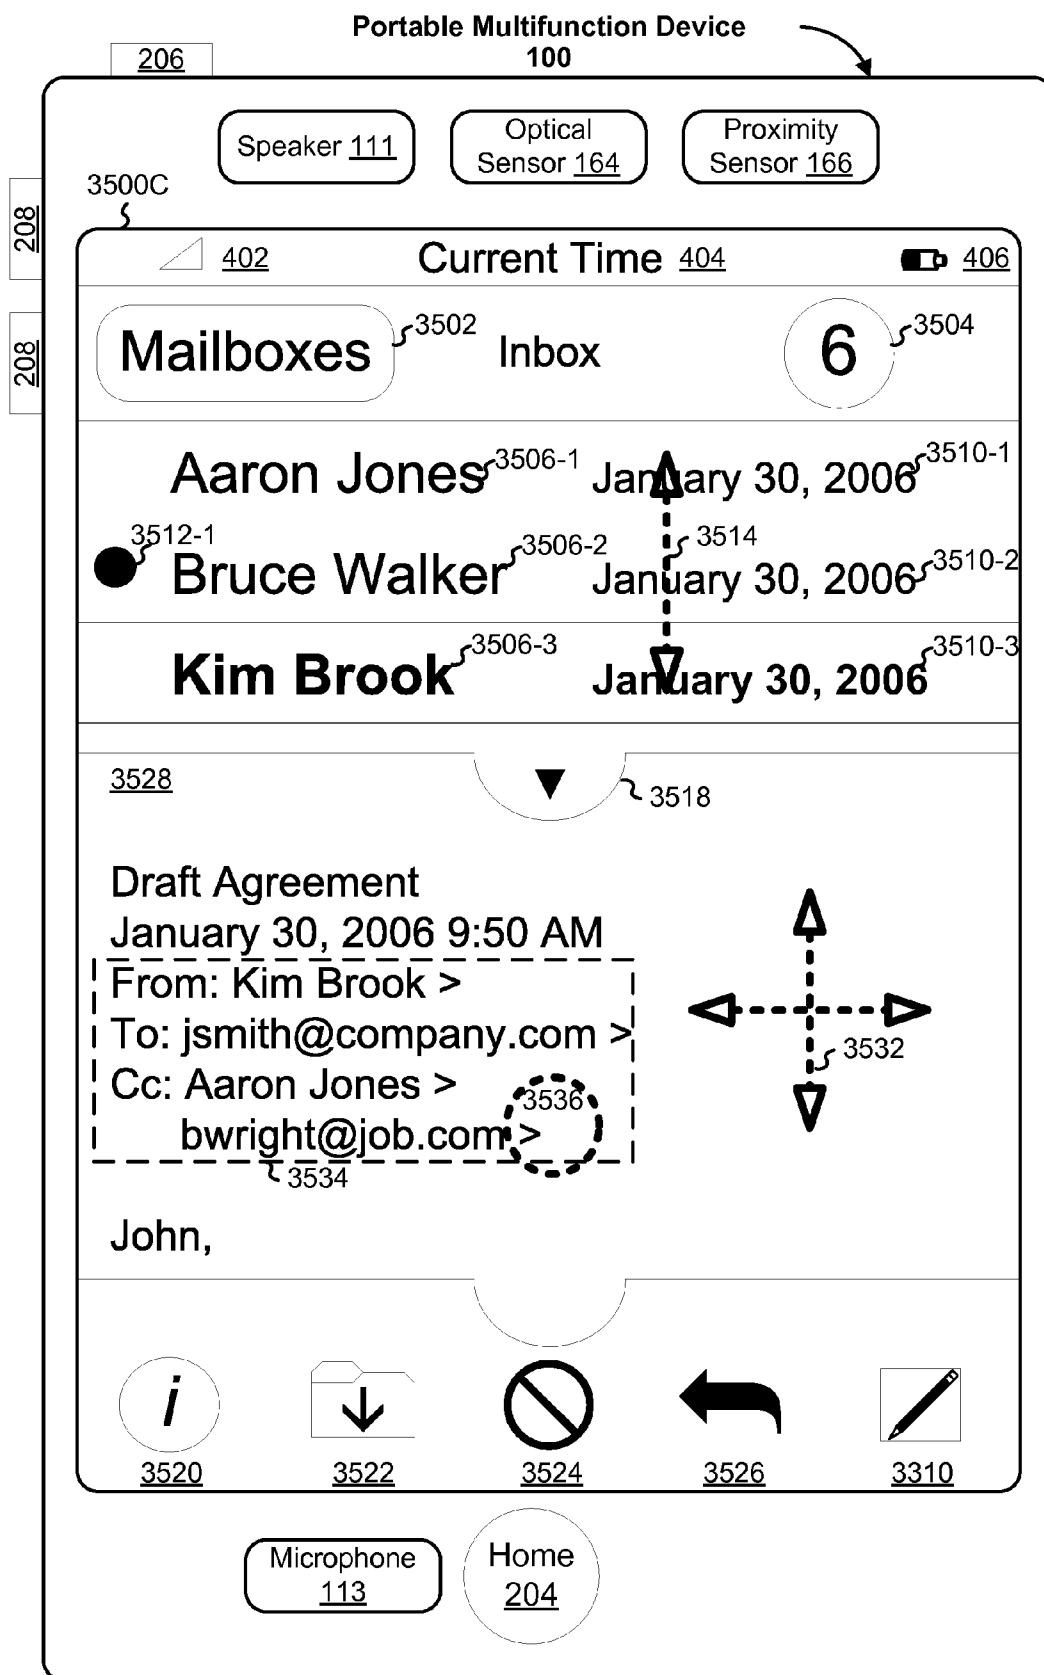 Portable Multifunction Device
100
206
Speaker 111
Optical
Sensor 164
Proximity
Sensor 166
3500C
208
208
402
Current Time 404
406
Mailboxes
3502
Inbox
6
3504
Aaron Jones
3506-1
January 30, 2006
3510-1
3512-1
Bruce Walker
3506-2
3514
January 30, 2006
3510-2
Kim Brook
3506-3
January 30, 2006
3510-3
3528
3518
Draft Agreement
January 30, 2006 9:50 AM
From: Kim Brook >
To: jsmith@company.com >
3532
Cc: Aaron Jones >
3536
bwright@job.com >
3534
John,
i
3520
3522
3524
3526
3310
Microphone
113
Home
204